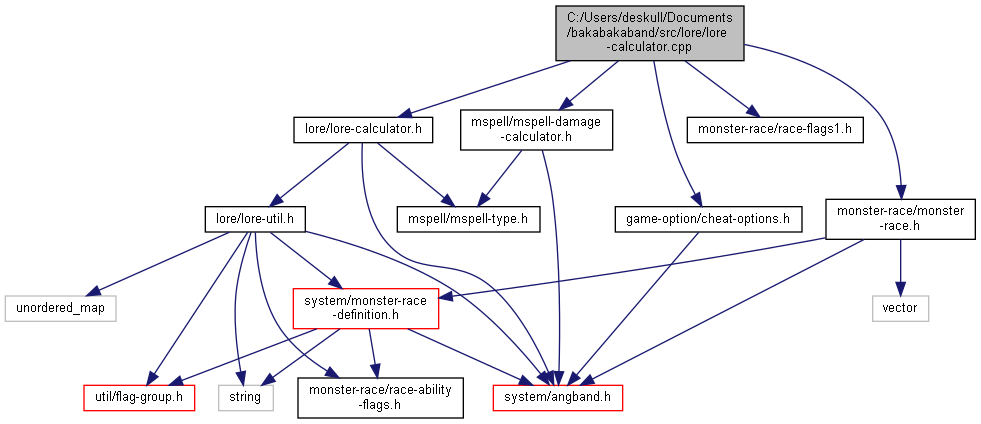 C:/Users/deskull/Documents
/bakabakaband/src/lore/lore
-calculator.cpp
lore/lore-calculator.h
mspell/mspell-damage
-calculator.h
monster-race/race-flags1.h
lore/lore-util.h
mspell/mspell-type.h
game-option/cheat-options.h
monster-race/monster
-race.h
unordered_map
system/monster-race
-definition.h
vector
util/flag-group.h
string
monster-race/race-ability
-flags.h
system/angband.h